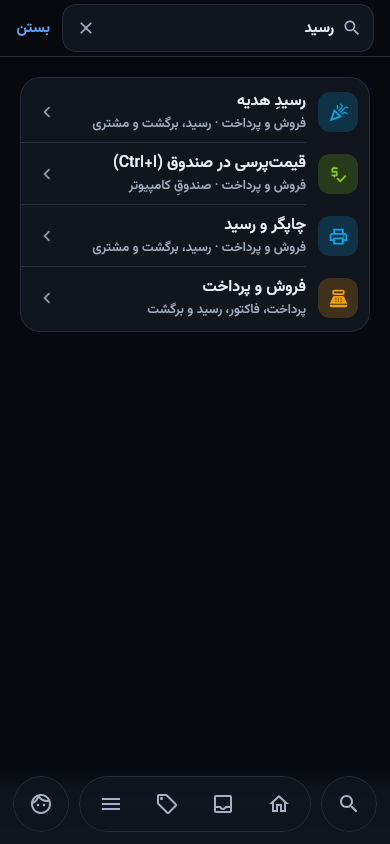 رسید
بستن
رسیدِ هدیه
فروش و پرداخت · رسید، برگشت و مشتری
قیمت‌پرسی در صندوق (Ctrl+I)
فروش و پرداخت · صندوقِ کامپیوتر
چاپگر و رسید
فروش و پرداخت · رسید، برگشت و مشتری
فروش و پرداخت
پرداخت، فاکتور، رسید و برگشت